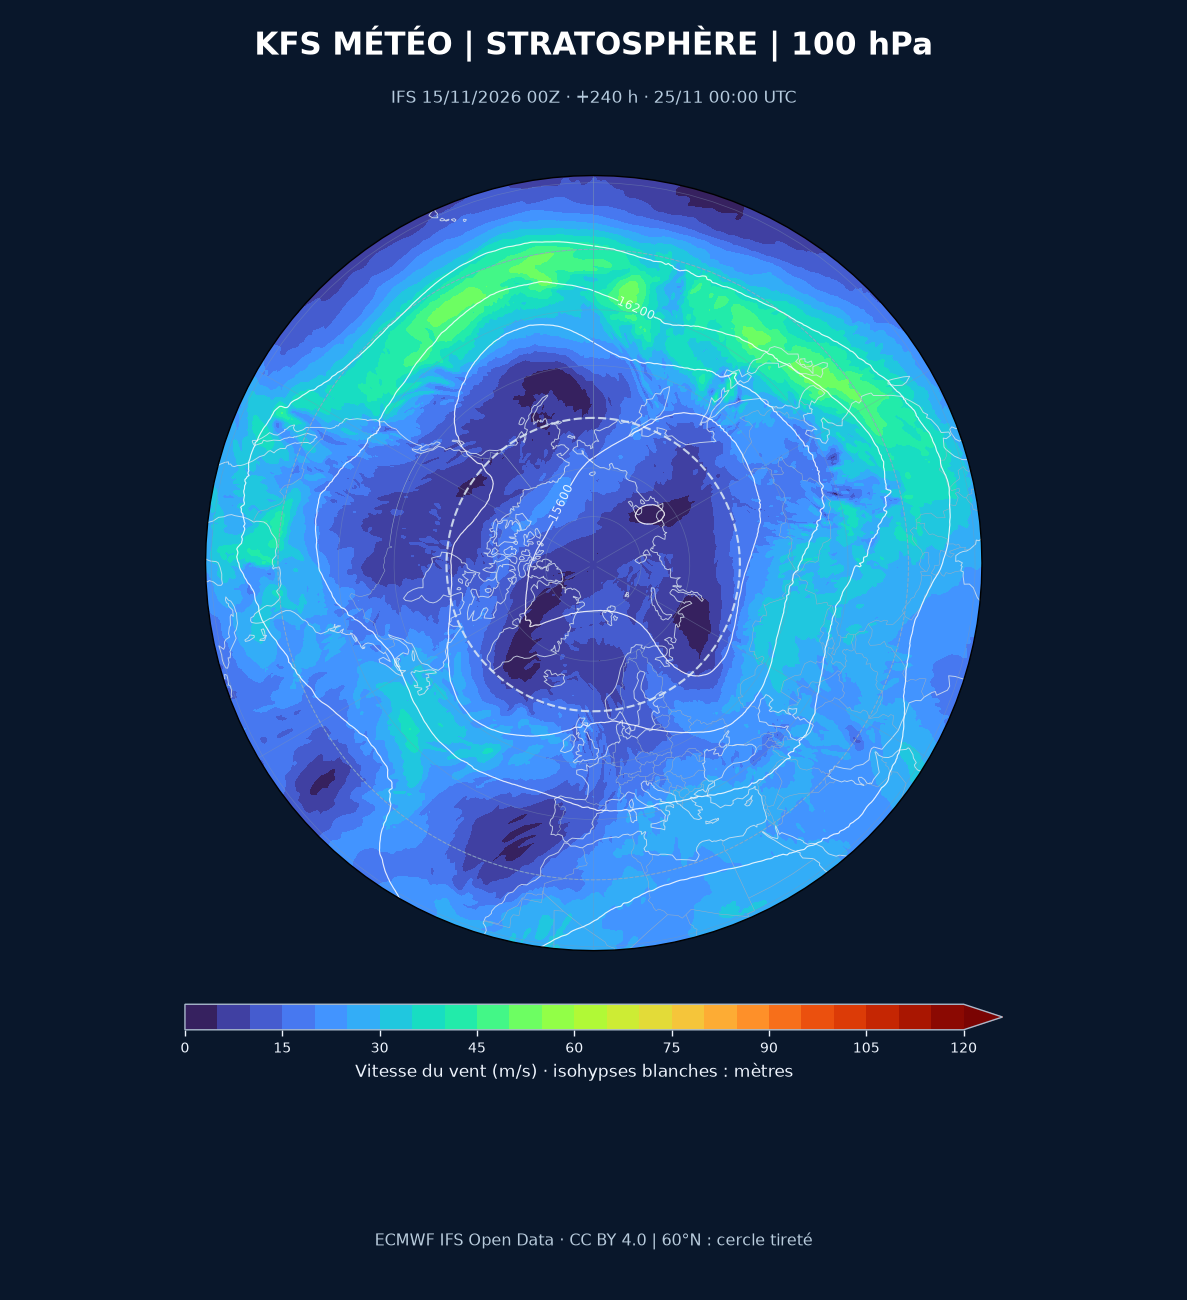 KFS MÉTÉO | STRATOSPHÈRE | 100 hPa
IFS 15/11/2026 00Z · +240 h · 25/11 00:00 UTC
16200
15600
0 15 30 45 60 75 90 105 120
Vitesse du vent (m/s) · isohypses blanches : mètres
ECMWF IFS Open Data · CC BY 4.0 | 60°N : cercle tireté